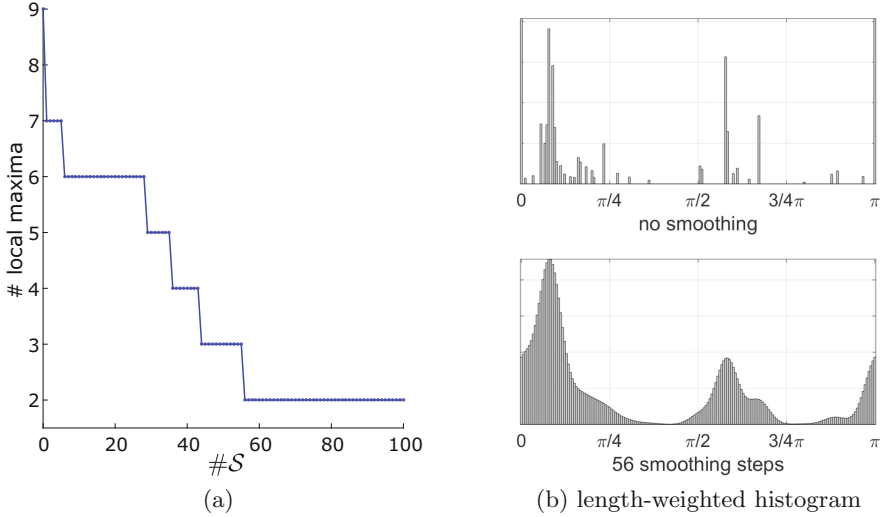 9
8
7
6
5
4
3
2
# local maxima
0 20 40 60 80 100
#𝒮
(a)
0 π/4 π/2 3/4π π
no smoothing
0 π/4 π/2 3/4π π
56 smoothing steps
(b) length-weighted histogram